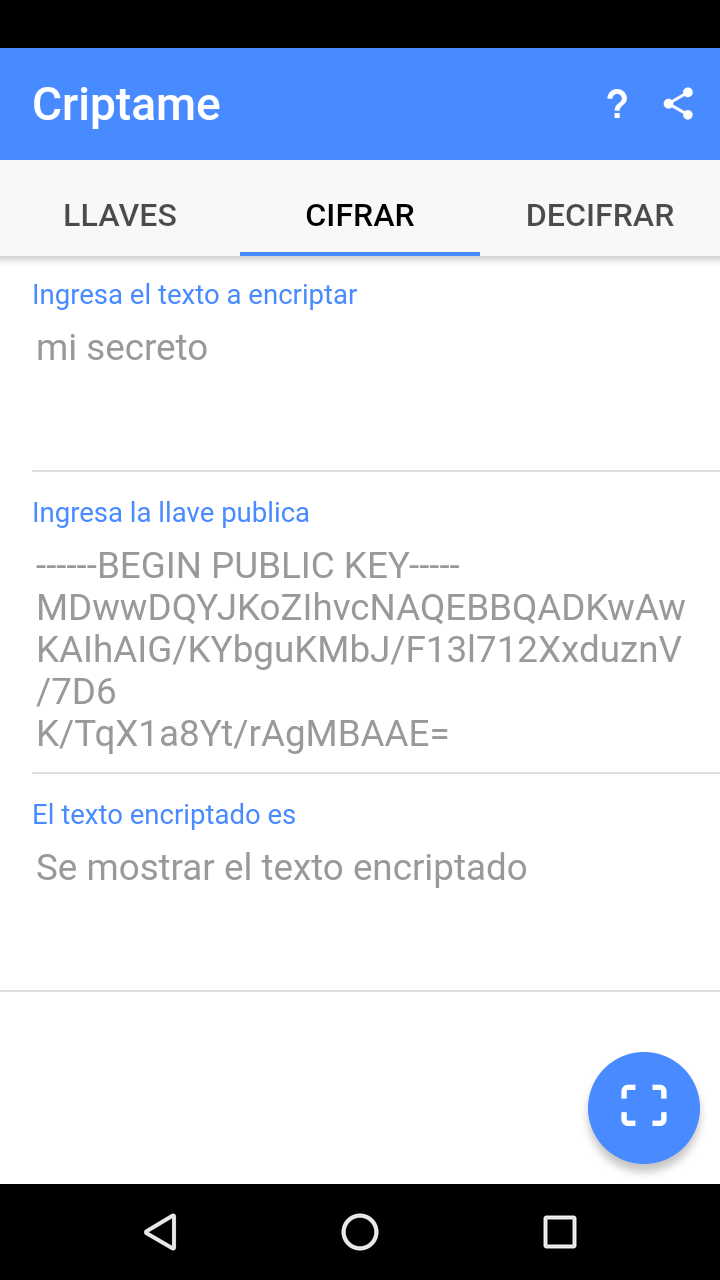 Criptame ?
LLAVES CIFRAR DECIFRAR
Ingresa el texto a encriptar
mi secreto
Ingresa la llave publica
------BEGIN PUBLIC KEY-----
MDwwDQYJKoZIhvcNAQEBBQADKwAw
KAIhAIG/KYbguKMbJ/F13l712XxduznV
/7D6
K/TqX1a8Yt/rAgMBAAE=
El texto encriptado es
Se mostrar el texto encriptado